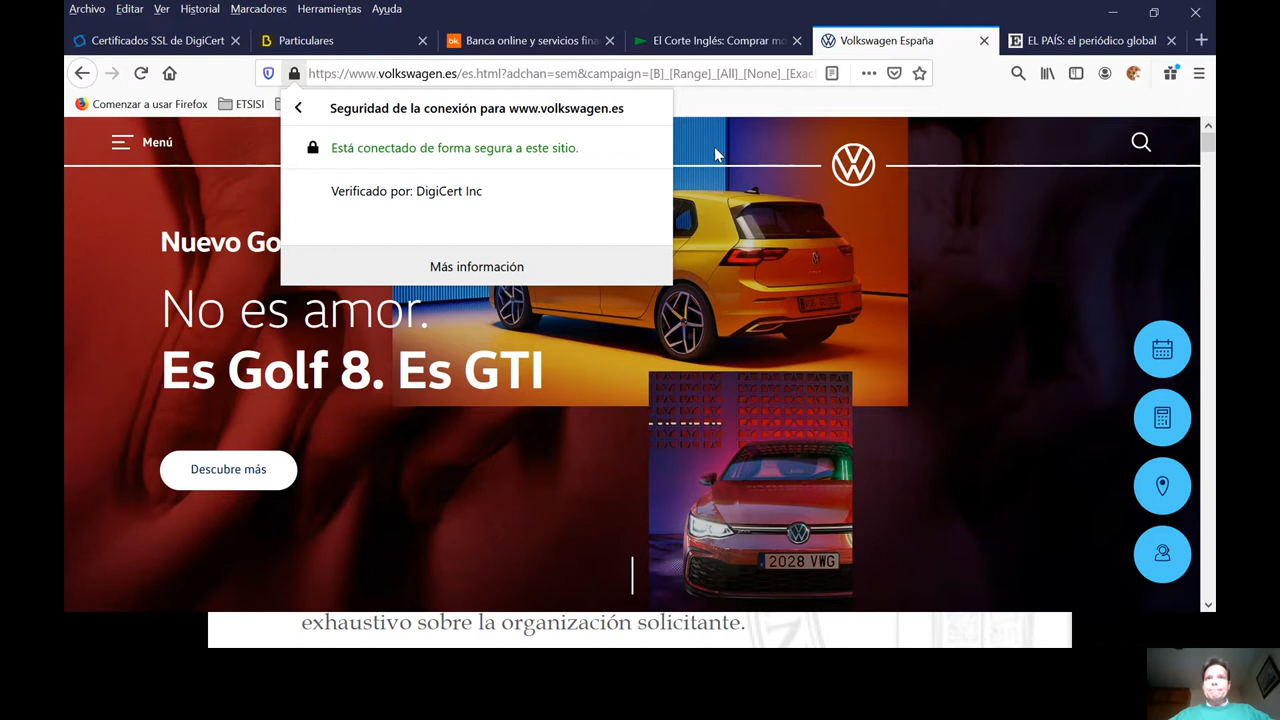 Archivo Editar Ver Historial Marcadores Herramientas Ayuda
Certificados SSL de DigiCert
Particulares
bk. Banca online y servicios fina
El Corte Inglés: Comprar mo
Volkswagen España
EL PAÍS: el periódico global
https://www.volkswagen.es/es.html?adchan=sem&campaign=[B]_[Range]_[All]_[None]_[Exac
Comenzar a usar Firefox
ETSISI
Seguridad de la conexión para www.volkswagen.es
Está conectado de forma segura a este sitio.
Verificado por: DigiCert Inc
Más información
Menú
Nuevo Go
No es amor.
Es Golf 8. Es GTI
Descubre más
2028 VWG
exhaustivo sobre la organización solicitante.